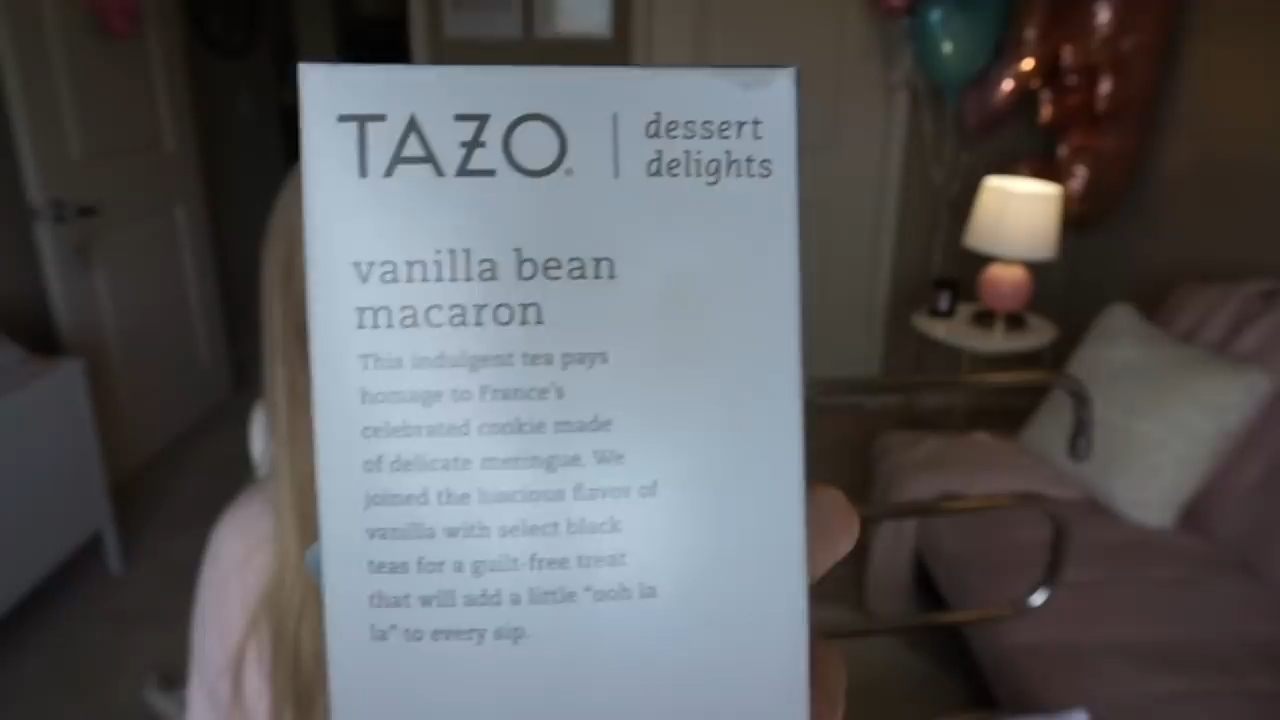 TAZO
dessert
delights
vanilla bean
macaron
This indulgent tea pays
homage to France's
celebrated cookie made
of delicate meringue. We
joined the luscious flavor of
vanilla with select black
teas for a guilt-free treat
that will add a little "ooh la
la" to every sip.